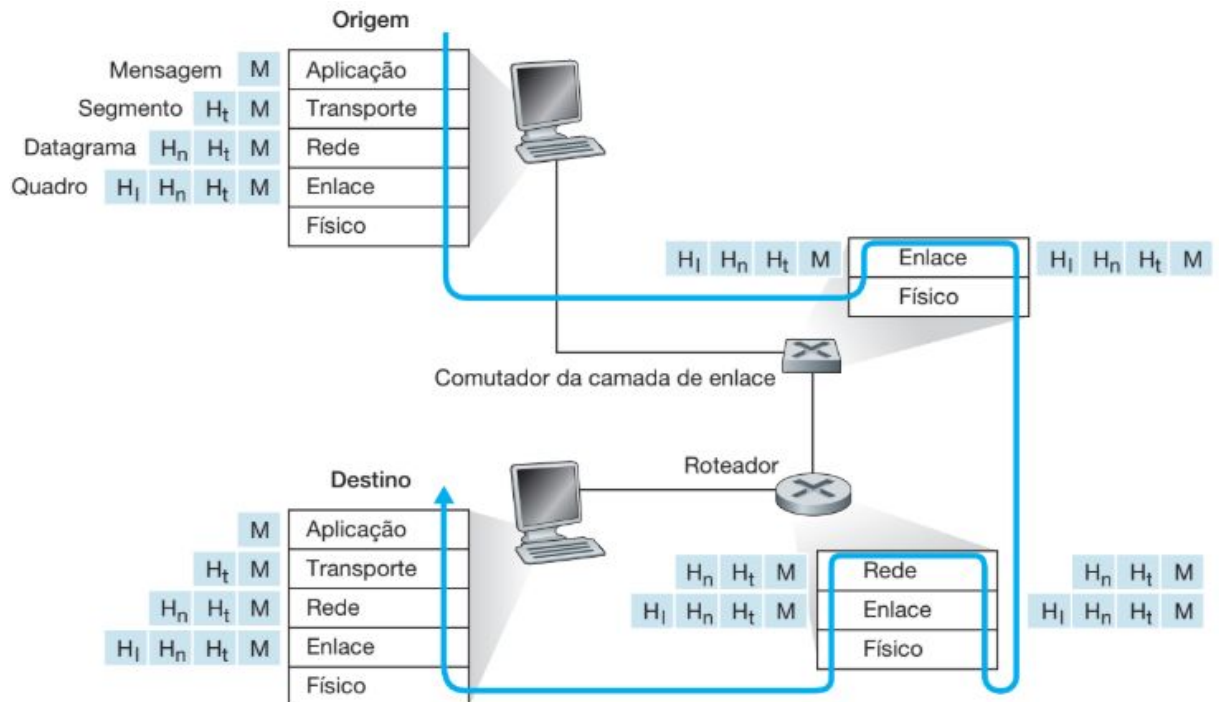 Origem
Mensagem M Aplicação
Segmento Ht M Transporte
Datagrama Hn Ht M Rede
Quadro Hl Hn Ht M Enlace
Físico
Hl Hn Ht M Enlace Hl Hn Ht M
Físico
Comutador da camada de enlace
Roteador
Destino
M Aplicação
Ht M Transporte
Hn Ht M Rede
Hl Hn Ht M Enlace
Físico
Hn Ht M Rede Hn Ht M
Hl Hn Ht M Enlace Hl Hn Ht M
Físico